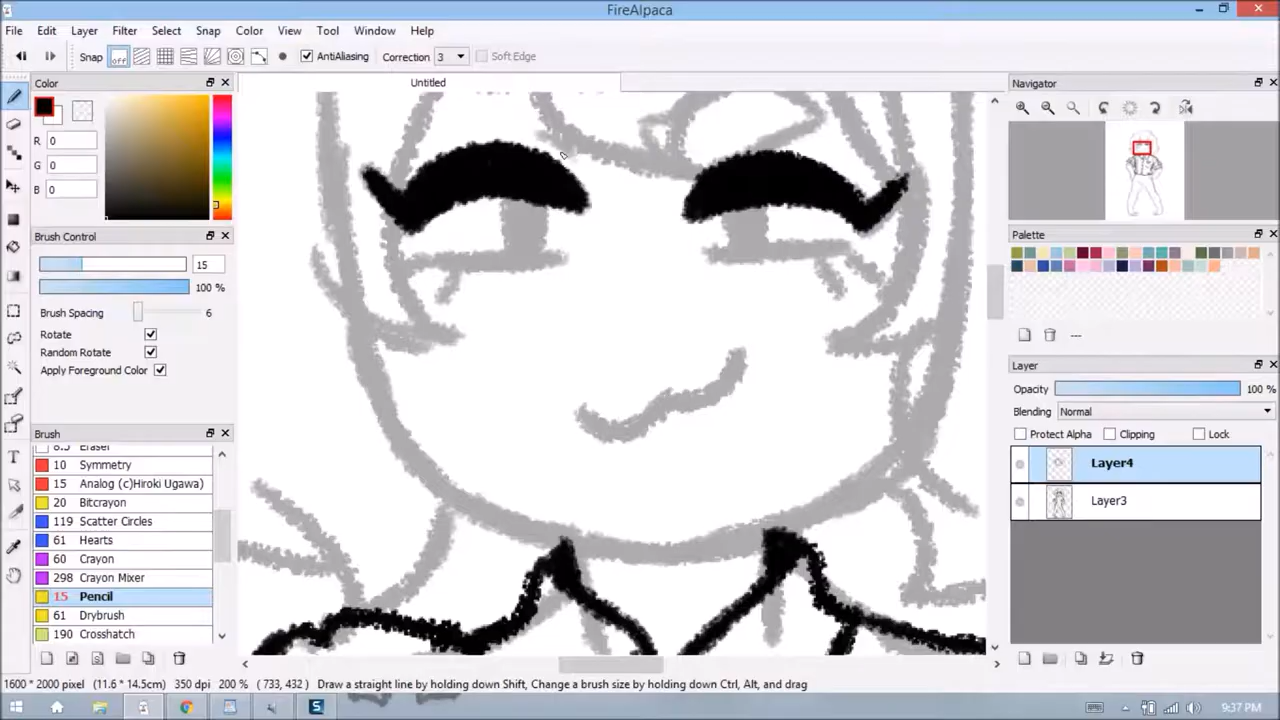 FireAlpaca
File Edit Layer Filter Select Snap Color View Tool Window Help
Snap off AntiAliasing Correction 3 Soft Edge
Color
Untitled
Navigator
R 0
G 0
B 0
Brush Control
15
100 %
Brush Spacing 6
Rotate
Random Rotate
Apply Foreground Color
Palette
---
Layer
Opacity 100 %
Blending Normal
Protect Alpha Clipping Lock
Layer4
Layer3
Brush
8.5 Eraser
10 Symmetry
15 Analog (c)Hiroki Ugawa)
20 Bitcrayon
119 Scatter Circles
61 Hearts
60 Crayon
298 Crayon Mixer
15 Pencil
61 Drybrush
190 Crosshatch
1600 * 2000 pixel (11.6 * 14.5cm) 350 dpi 200 % ( 733, 432 ) Draw a straight line by holding down Shift, Change a brush size by holding down Ctrl, Alt, and drag
9:37 PM